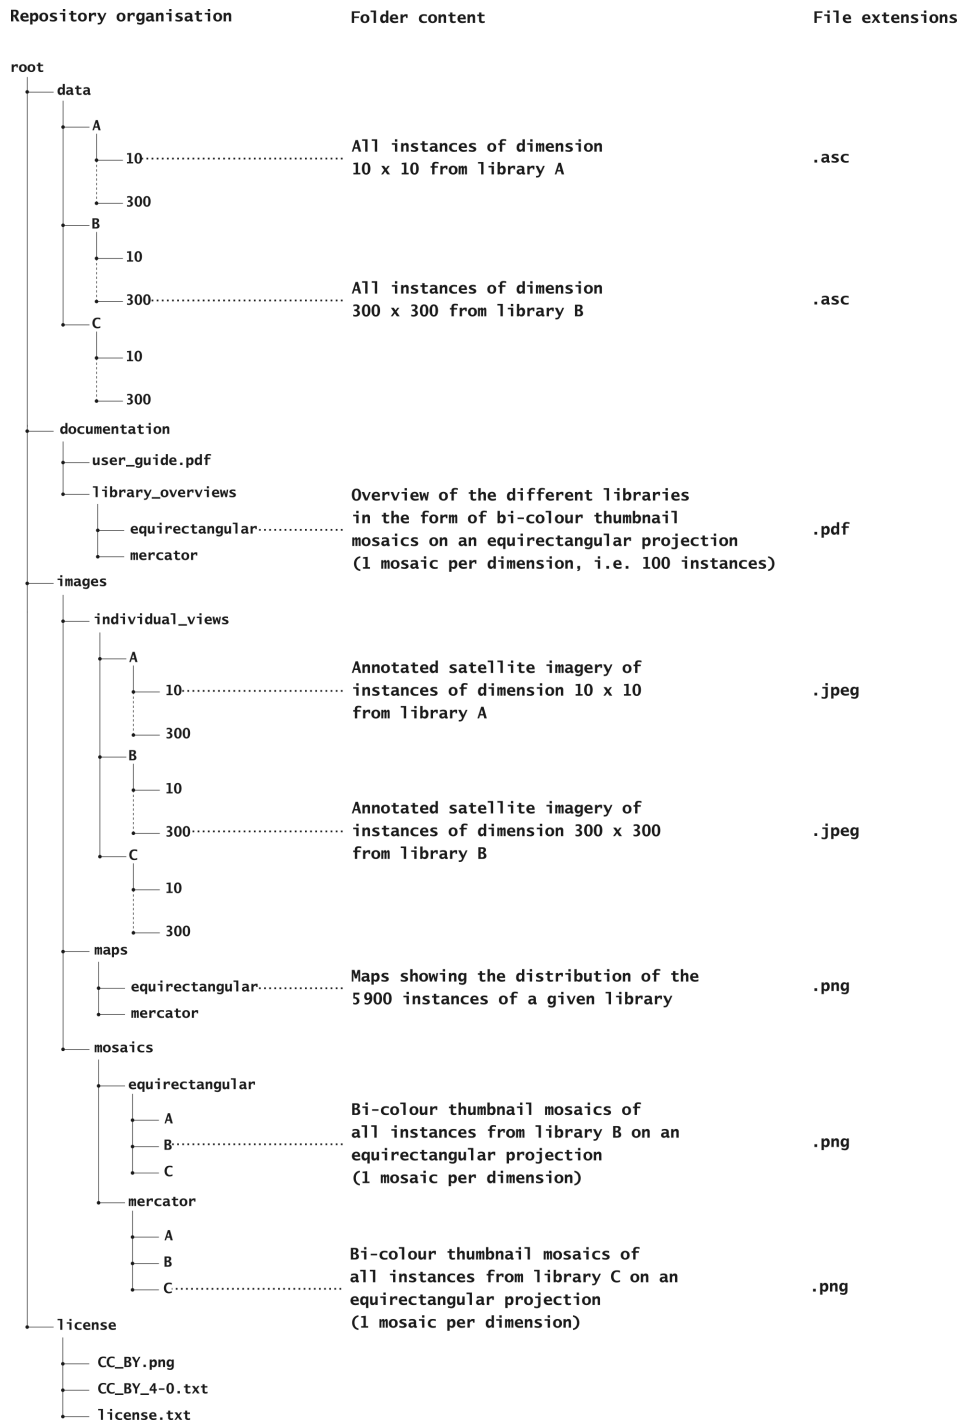 Repository organisation Folder content File extensions
root
data
A
All instances of dimension
10 .asc
10 x 10 from library A
300
B
10
All instances of dimension
300 .asc
300 x 300 from library B
C
10
300
documentation
user_guide.pdf
library_overviews
Overview of the different libraries
in the form of bi-colour thumbnail
equirectangular .pdf
mosaics on an equirectangular projection
mercator
(1 mosaic per dimension, i.e. 100 instances)
images
individual_views
A
Annotated satellite imagery of
10 instances of dimension 10 x 10 .jpeg
from library A
300
B
10
Annotated satellite imagery of
300 instances of dimension 300 x 300 .jpeg
from library B
C
10
300
maps
Maps showing the distribution of the
equirectangular .png
5 900 instances of a given library
mercator
mosaics
equirectangular
Bi-colour thumbnail mosaics of
A
all instances from library B on an
B .png
equirectangular projection
C
(1 mosaic per dimension)
mercator
A
Bi-colour thumbnail mosaics of
B
all instances from library C on an
C .png
equirectangular projection
(1 mosaic per dimension)
license
CC_BY.png
CC_BY_4-0.txt
license.txt